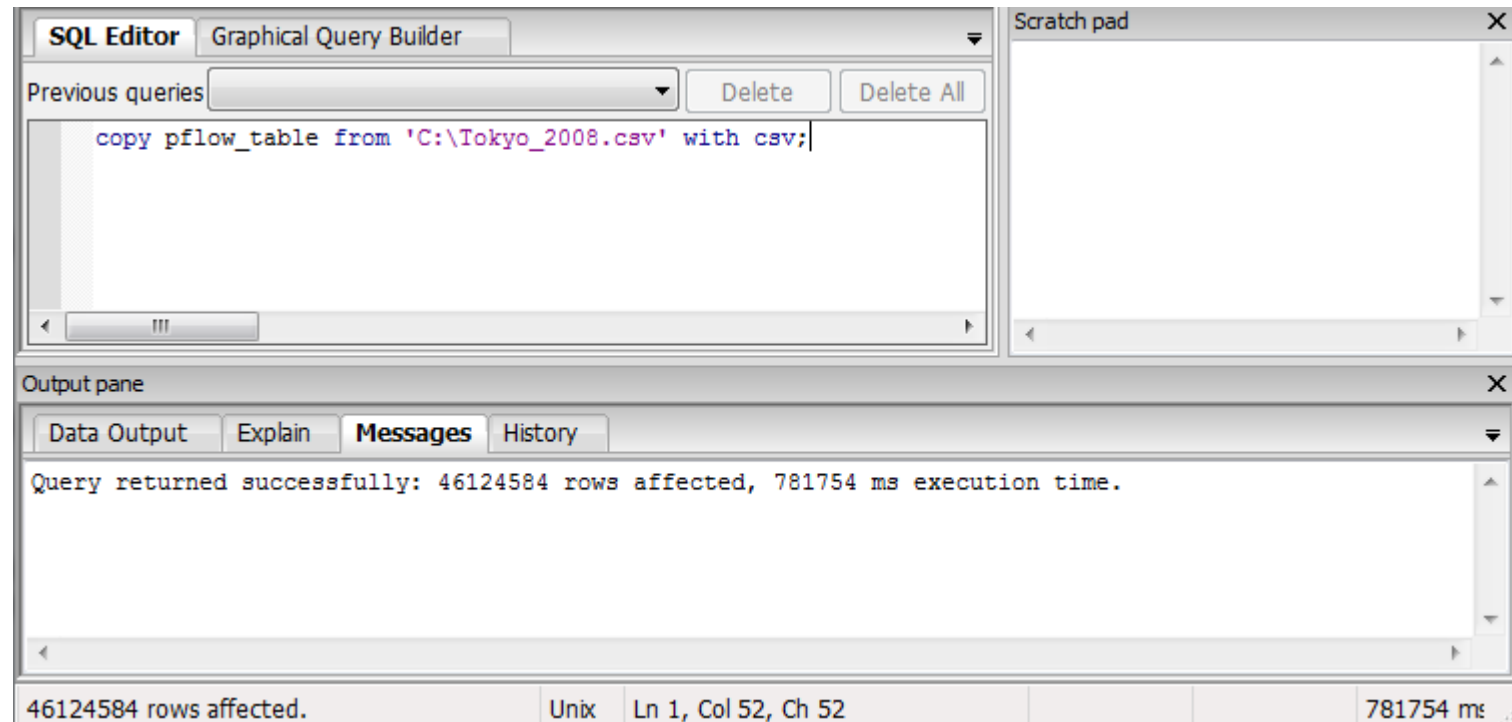 SQL Editor Graphical Query Builder
Previous queries Delete Delete All
copy pflow_table from 'C:\Tokyo_2008.csv' with csv;
Scratch pad
Output pane
Data Output Explain Messages History
Query returned successfully: 46124584 rows affected, 781754 ms execution time.
46124584 rows affected. Unix Ln 1, Col 52, Ch 52 781754 ms